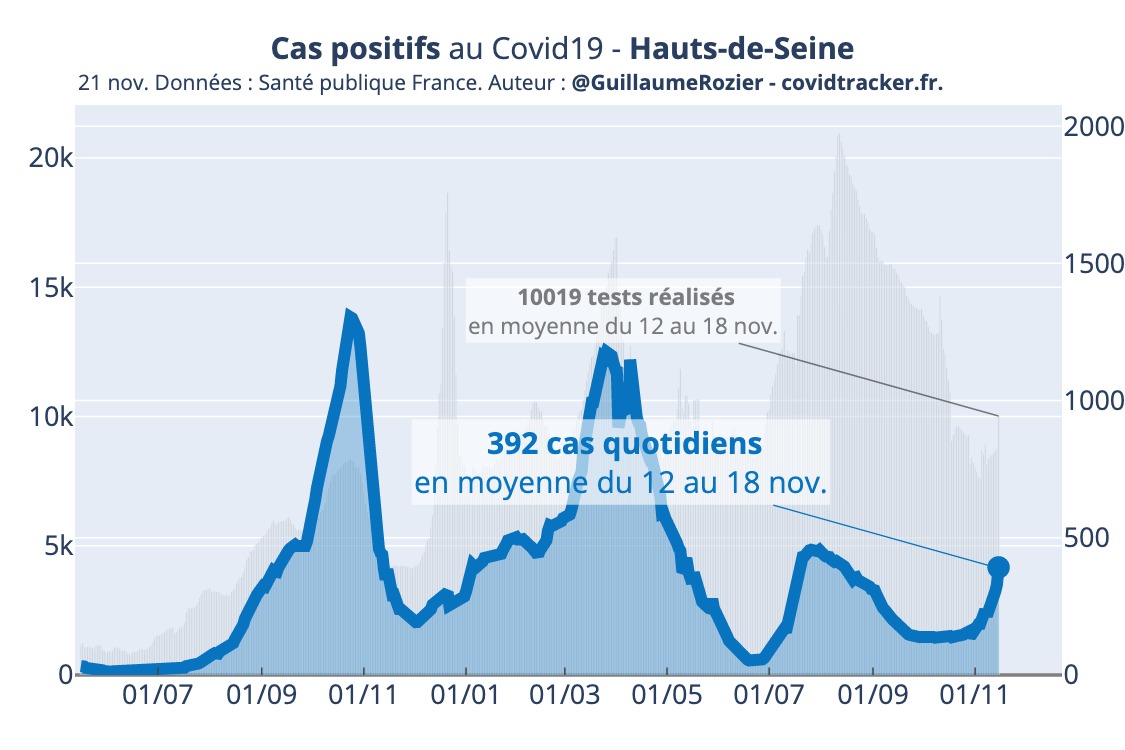 Cas positifs au Covid19 - Hauts-de-Seine
21 nov. Données : Santé publique France. Auteur : @GuillaumeRozier - covidtracker.fr.
2000
20k
1500
15k
10019 tests réalisés
en moyenne du 12 au 18 nov.
1000
10k
392 cas quotidiens
en moyenne du 12 au 18 nov.
500
5k
0
0
01/07 01/09 01/11 01/01 01/03 01/05 01/07 01/09 01/11